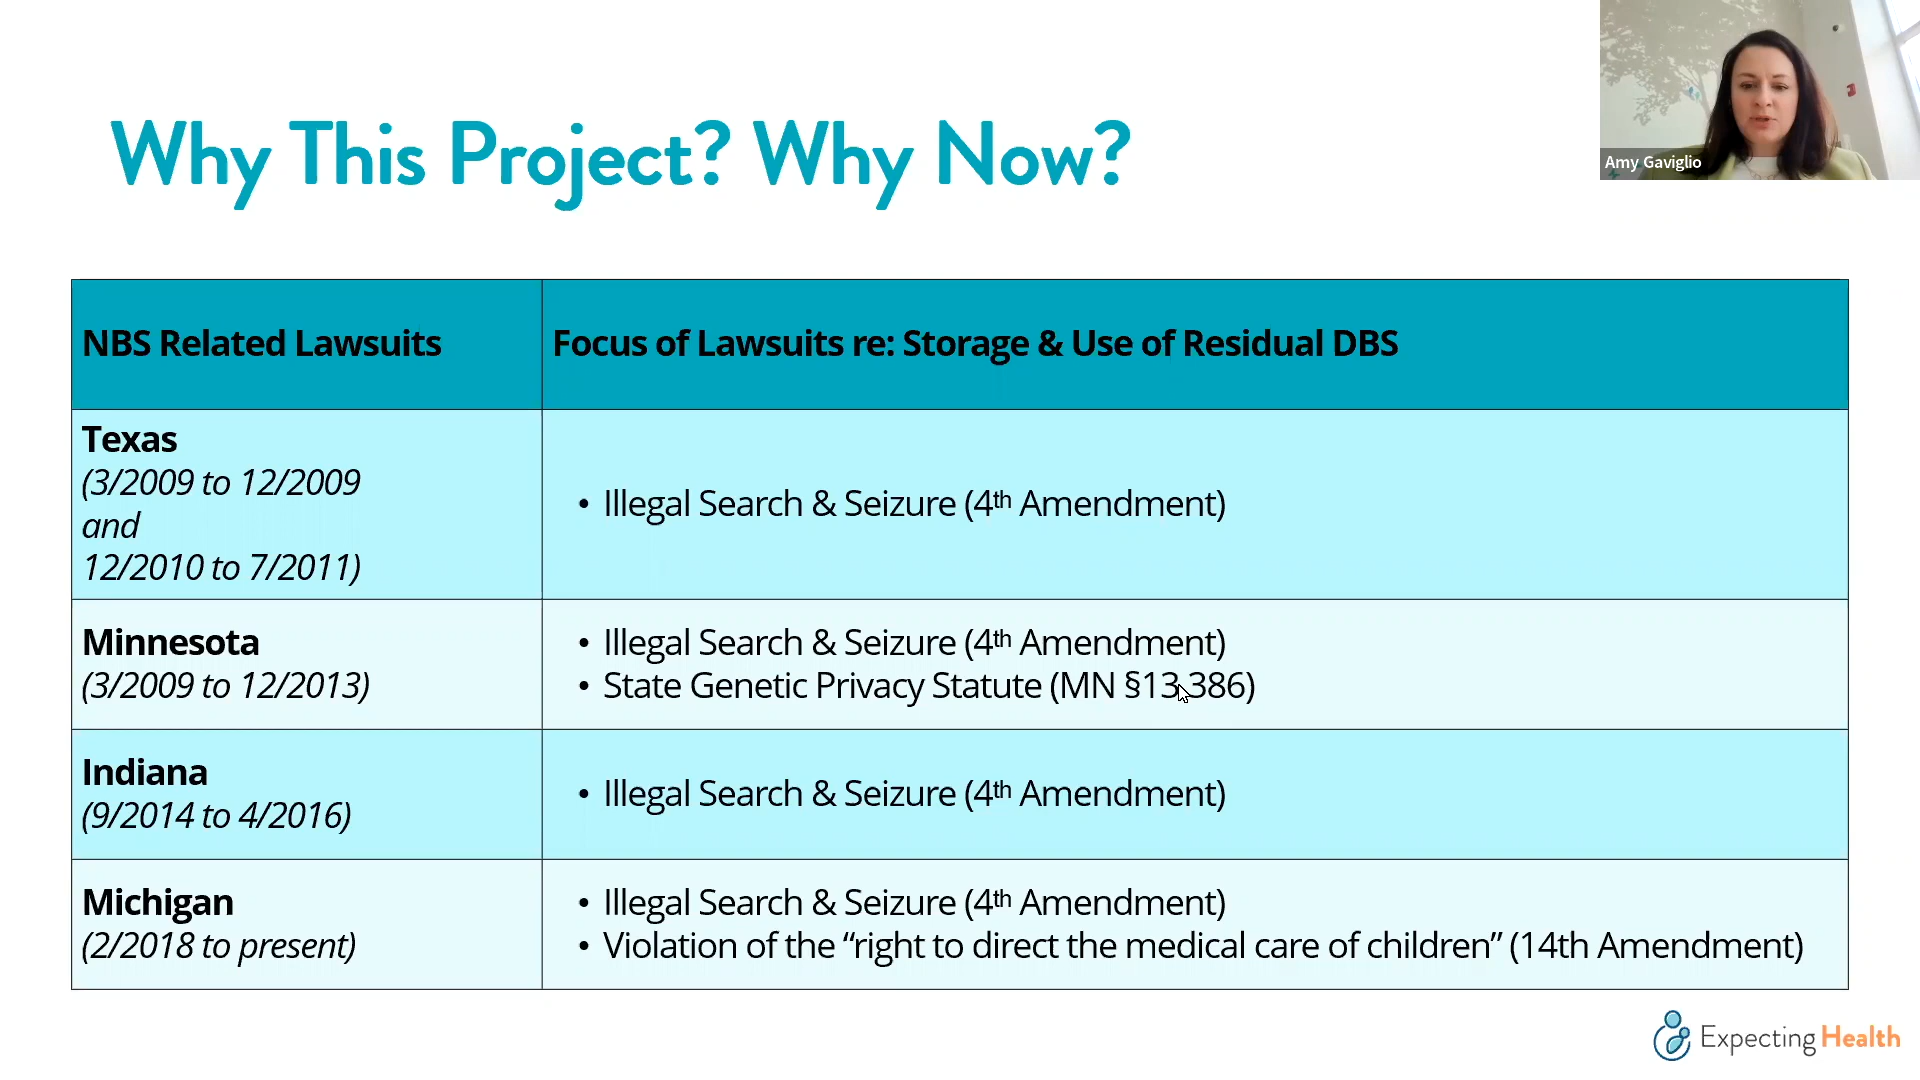 Why This Project? Why Now?
Amy Gaviglio
NBS Related Lawsuits
Focus of Lawsuits re: Storage & Use of Residual DBS
Texas
(3/2009 to 12/2009
and
12/2010 to 7/2011)
• Illegal Search & Seizure (4th Amendment)
Minnesota
(3/2009 to 12/2013)
• Illegal Search & Seizure (4th Amendment)
• State Genetic Privacy Statute (MN §13.386)
Indiana
(9/2014 to 4/2016)
• Illegal Search & Seizure (4th Amendment)
Michigan
(2/2018 to present)
• Illegal Search & Seizure (4th Amendment)
• Violation of the “right to direct the medical care of children” (14th Amendment)
Expecting Health